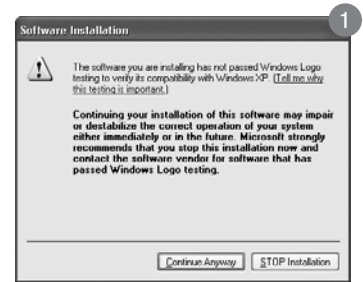 1
Software Installation
The software you are installing has not passed Windows Logo
testing to verify its compatibility with Windows XP. (Tell me why
this testing is important.)
Continuing your installation of this software may impair
or destabilize the correct operation of your system
either immediately or in the future. Microsoft strongly
recommends that you stop this installation now and
contact the software vendor for software that has
passed Windows Logo testing.
Continue Anyway STOP Installation